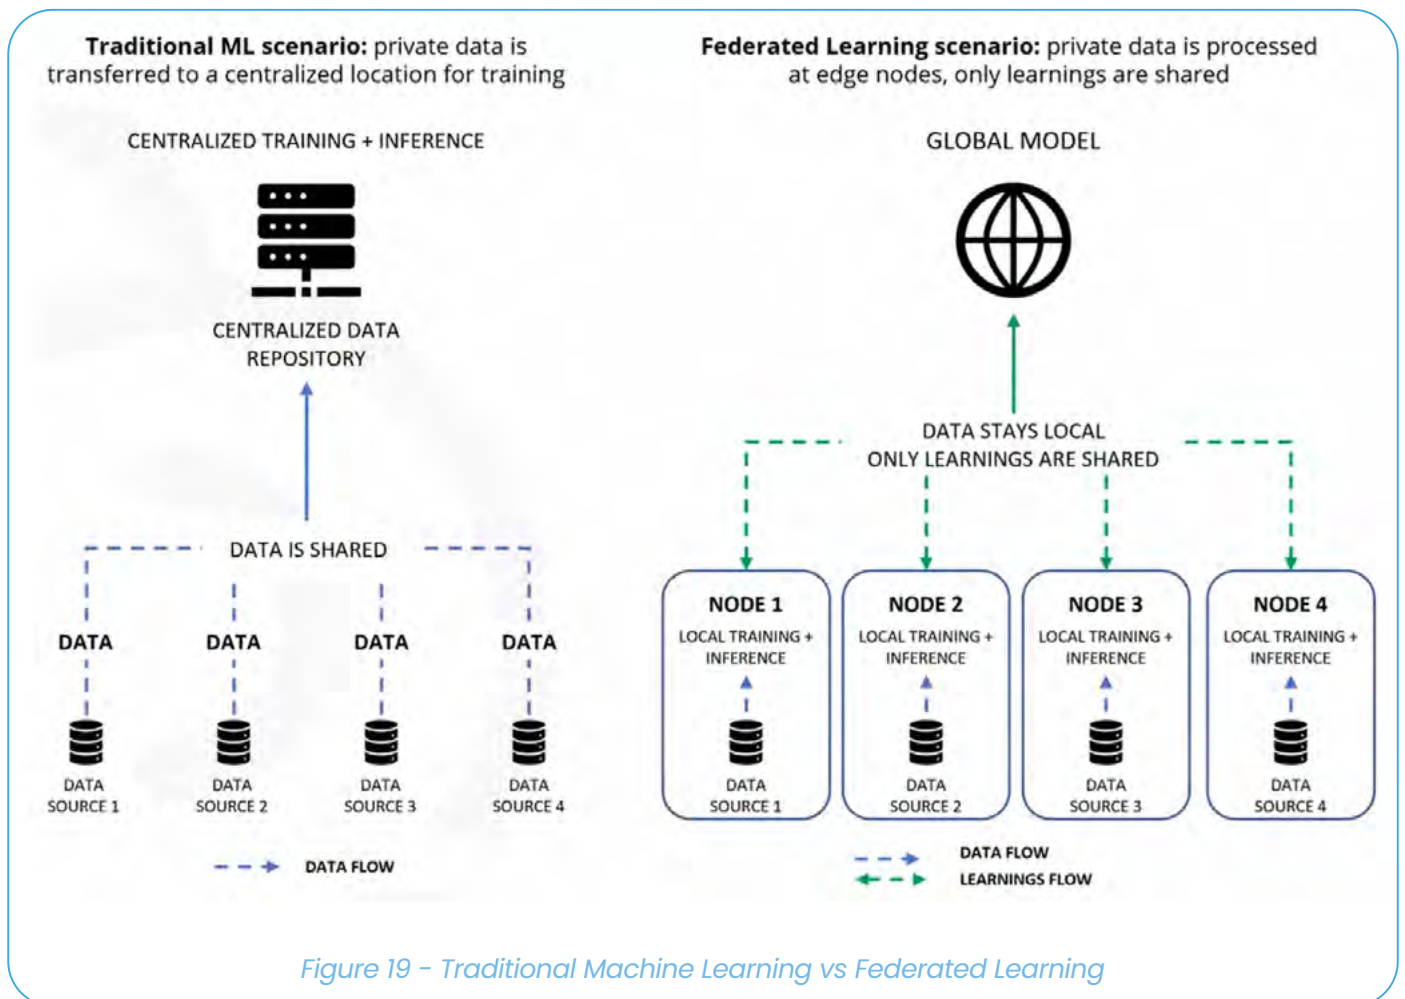 Traditional ML scenario: private data is
transferred to a centralized location for training
CENTRALIZED TRAINING + INFERENCE
CENTRALIZED DATA
REPOSITORY
DATA IS SHARED
DATA
DATA
DATA
DATA
DATA
SOURCE 1
DATA
SOURCE 2
DATA
SOURCE 3
DATA
SOURCE 4
DATA FLOW
Federated Learning scenario: private data is processed
at edge nodes, only learnings are shared
GLOBAL MODEL
DATA STAYS LOCAL
ONLY LEARNINGS ARE SHARED
NODE 1
LOCAL TRAINING +
INFERENCE
DATA
SOURCE 1
NODE 2
LOCAL TRAINING +
INFERENCE
DATA
SOURCE 2
NODE 3
LOCAL TRAINING +
INFERENCE
DATA
SOURCE 3
NODE 4
LOCAL TRAINING +
INFERENCE
DATA
SOURCE 4
DATA FLOW
LEARNINGS FLOW
Figure 19 - Traditional Machine Learning vs Federated Learning